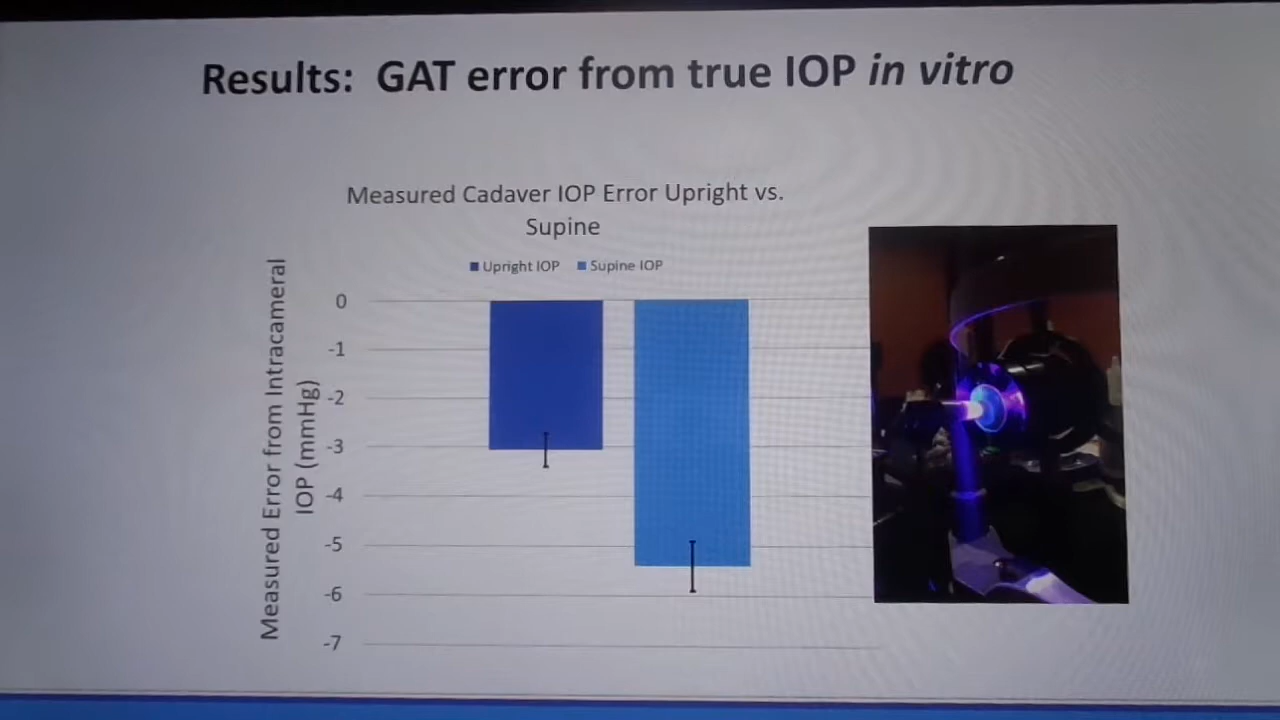 Results: GAT error from true IOP in vitro
Measured Cadaver IOP Error Upright vs.
Supine
Upright IOP Supine IOP
Measured Error from Intracameral
IOP (mmHg)
0
-1
-2
-3
-4
-5
-6
-7